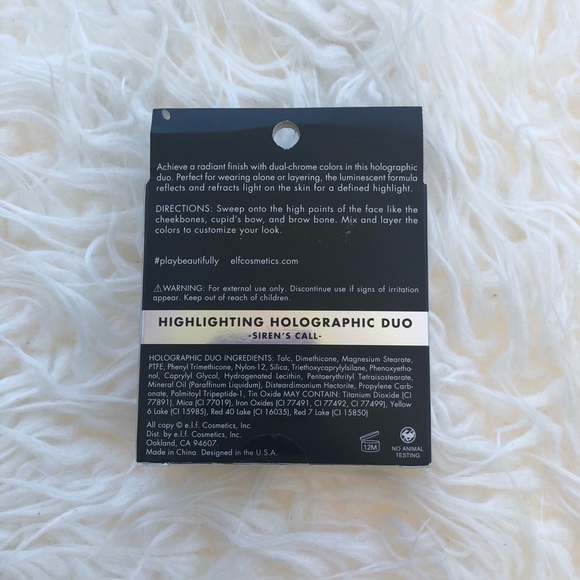 Achieve a radiant finish with dual-chrome colors in this holographic
duo. Perfect for wearing alone or layering, the luminescent formula
reflects and refracts light on the skin for a defined highlight.
DIRECTIONS: Sweep onto the high points of the face like the
cheekbones, cupid's bow, and brow bone. Mix and layer the
colors to customize your look.
#playbeautifully elfcosmetics.com
⚠WARNING: For external use only. Discontinue use if signs of irritation
appear. Keep out of reach of children.
HIGHLIGHTING HOLOGRAPHIC DUO
-SIREN'S CALL-
HOLOGRAPHIC DUO INGREDIENTS: Talc, Dimethicone, Magnesium Stearate,
PTFE, Phenyl Trimethicone, Nylon-12, Silica, Triethoxycaprylylsilane, Phenoxyetha-
nol, Caprylyl Glycol, Hydrogenated Lecithin, Pentaerythrityl Tetraisostearate,
Mineral Oil (Paraffinum Liquidum), Disteardimonium Hectorite, Propylene Carb-
onate, Palmitoyl Tripeptide-1, Tin Oxide MAY CONTAIN: Titanium Dioxide (CI
77891), Mica (CI 77019), Iron Oxides (CI 77491, CI 77492, CI 77499), Yellow
6 Lake (CI 15985), Red 40 Lake (CI 16035), Red 7 Lake (CI 15850)
All copy © e.l.f. Cosmetics, Inc.
Dist. by e.l.f. Cosmetics, Inc.
Oakland, CA 94607.
Made in China. Designed in the U.S.A.
12M
NO ANIMAL
TESTING